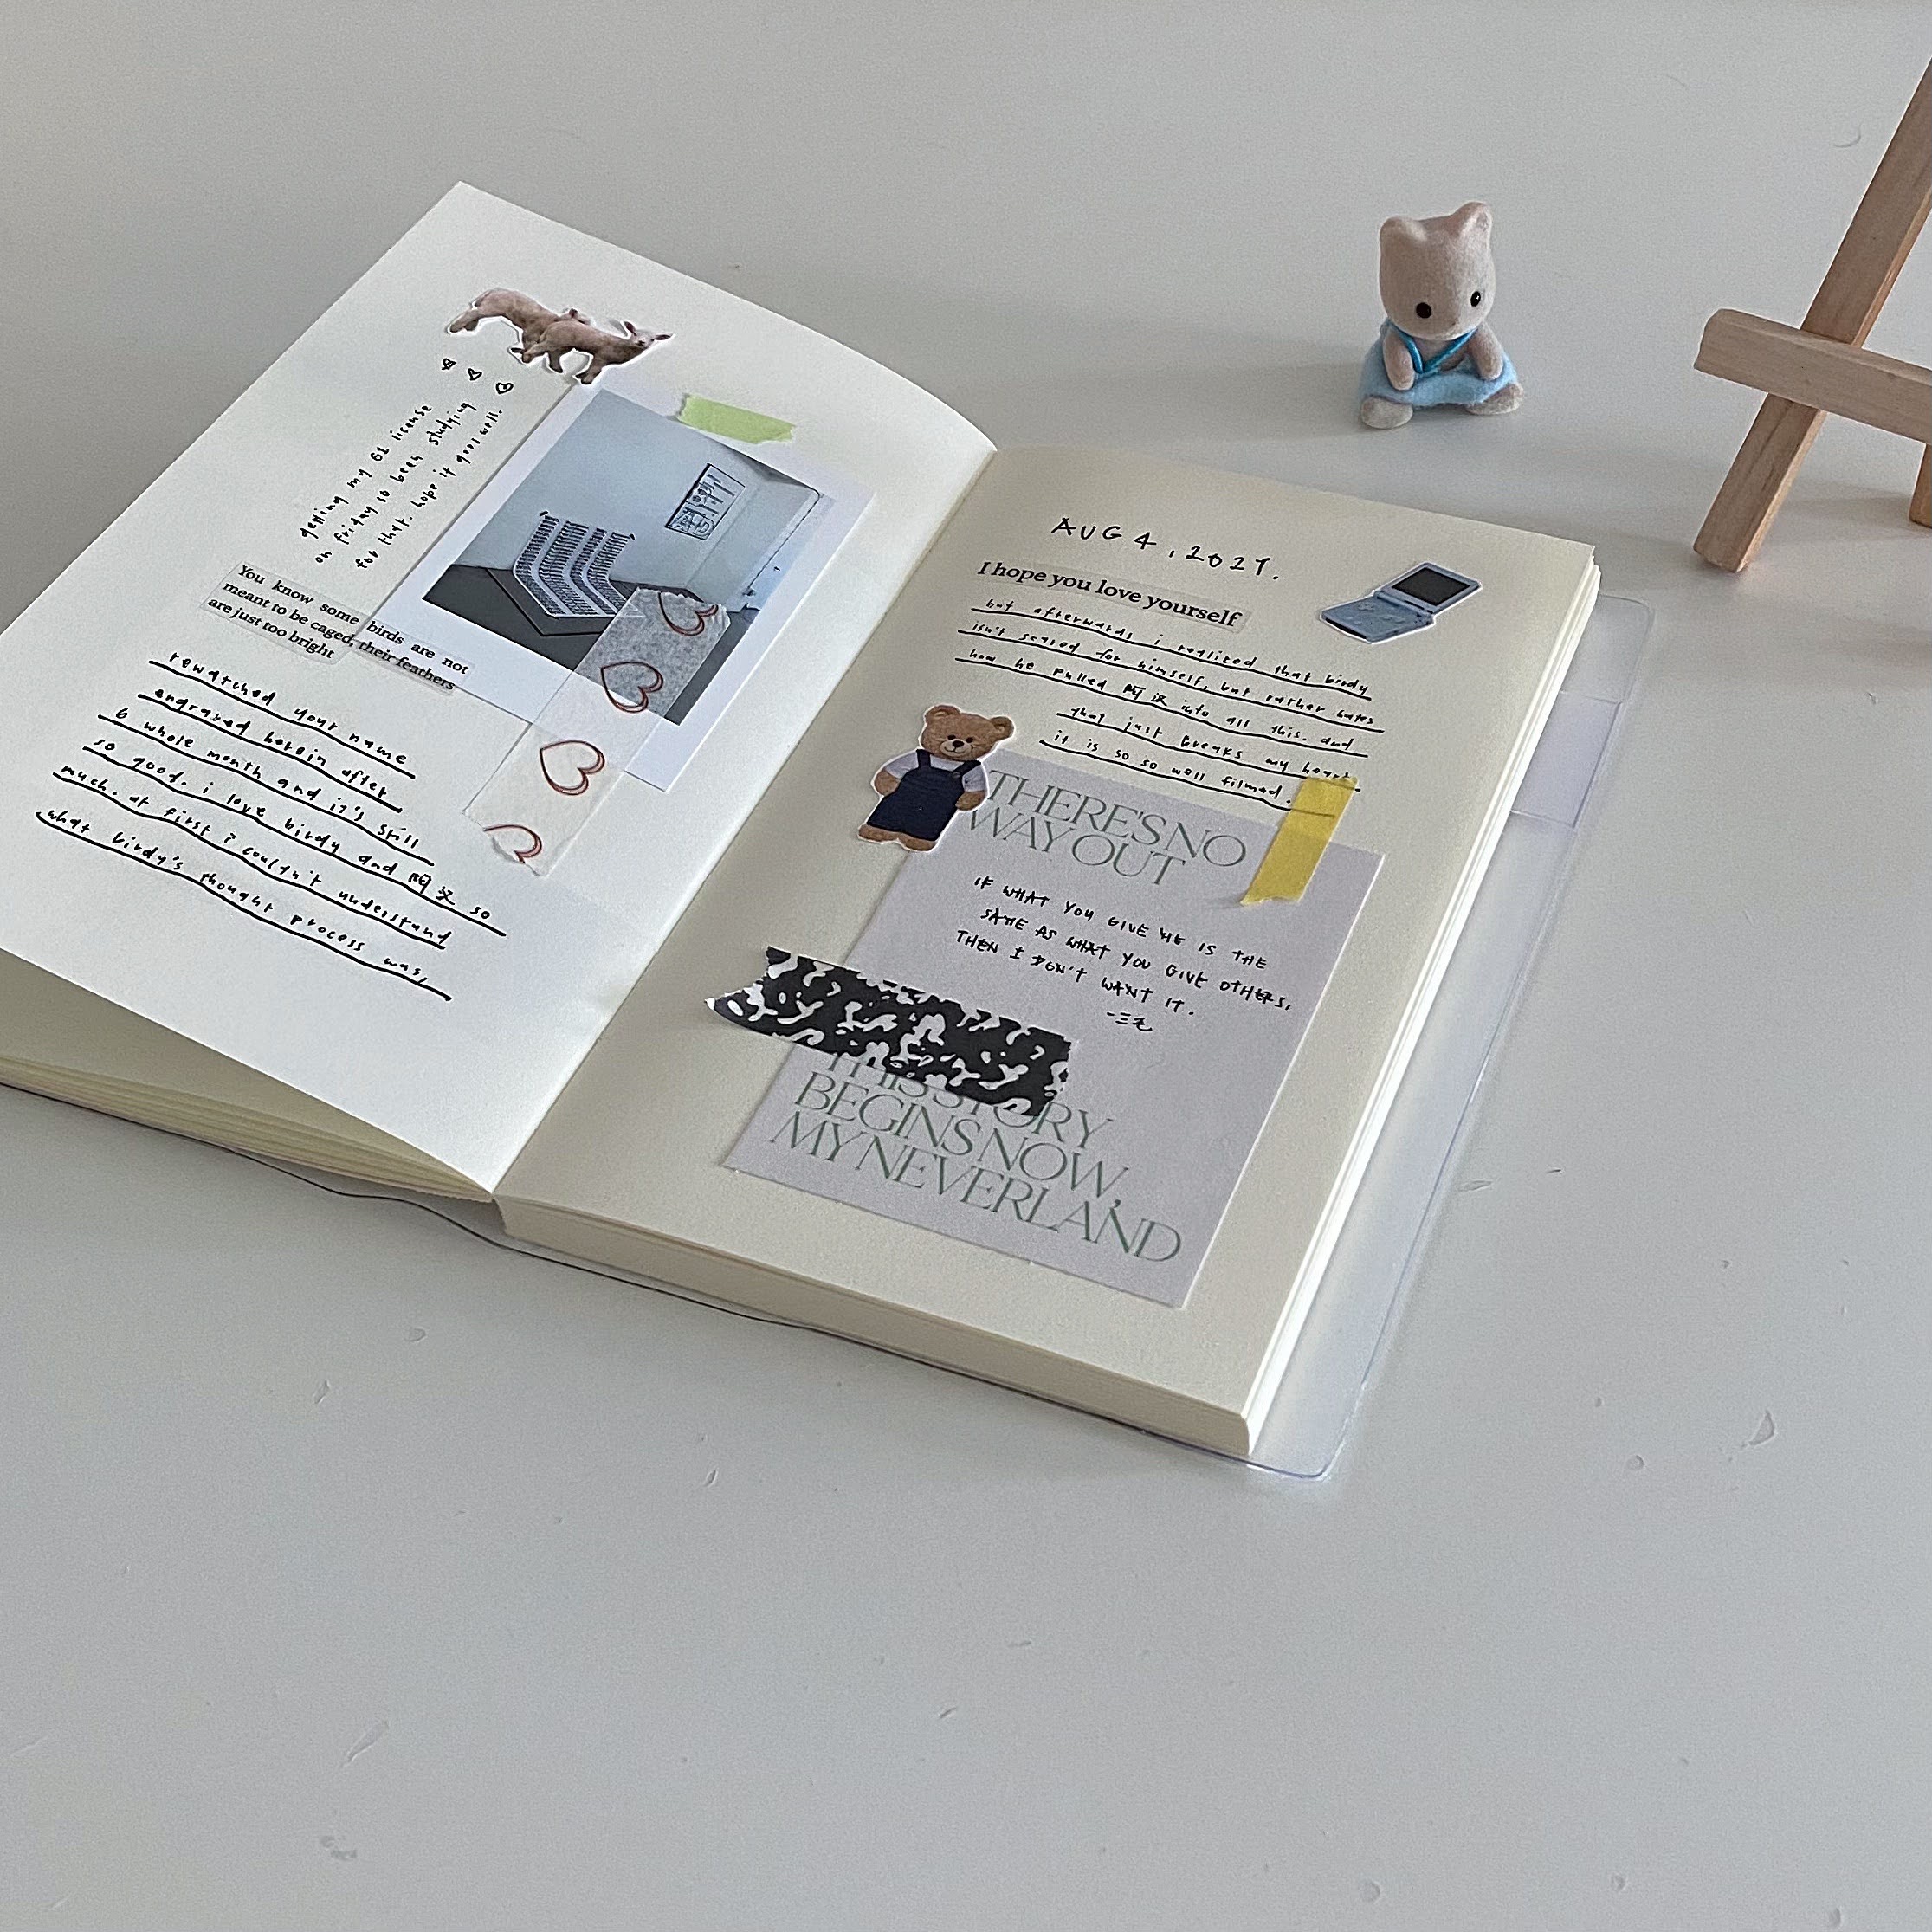 getting my G1 license
on friday so been studying
for that. hope it goes well.
You know some birds are not
meant to be caged, their feathers
are just too bright
rewatched your name
engraved herein after
6 whole month and it's still
so good. i love birdy and 阿漢 so
much. at first i couldn't understand
what birdy's thought process was,
AUG 4, 2021.
I hope you love yourself
but afterwards i realized that birdy
isn't scared for himself, but rather hates
how he pulled 阿汉 into all this. and
that just breaks my heart
it is so so well filmed.
THERE'S NO
WAY OUT
IF WHAT YOU GIVE ME IS THE
SAME AS WHAT YOU GIVE OTHERS,
THEN I DON'T WANT IT.
-三毛
THIS STORY
BEGINS NOW,
MY NEVERLAND